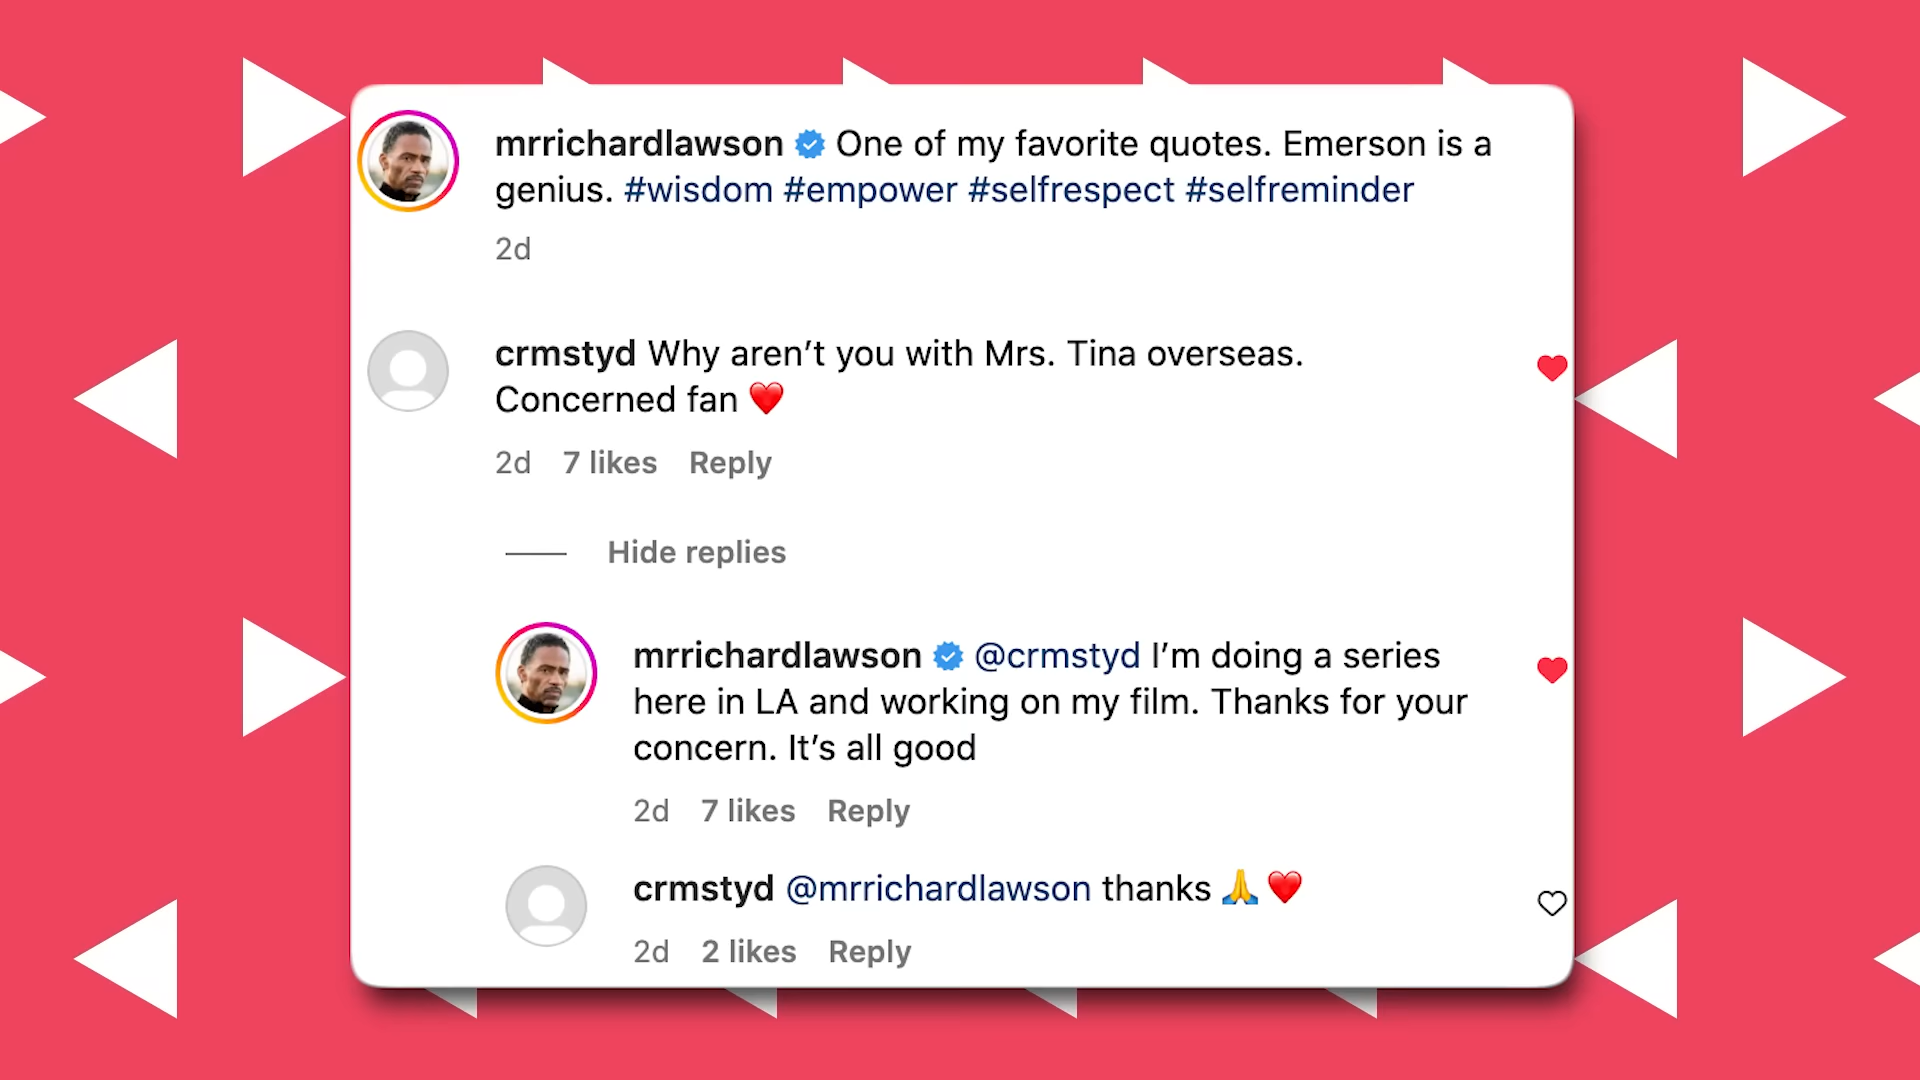 mrrichardlawson One of my favorite quotes. Emerson is a
genius. #wisdom #empower #selfrespect #selfreminder
2d
crmstyd Why aren’t you with Mrs. Tina overseas.
Concerned fan ❤️
2d 7 likes Reply
Hide replies
mrrichardlawson @crmstyd I’m doing a series
here in LA and working on my film. Thanks for your
concern. It’s all good
2d 7 likes Reply
crmstyd @mrrichardlawson thanks 🙏❤️
2d 2 likes Reply